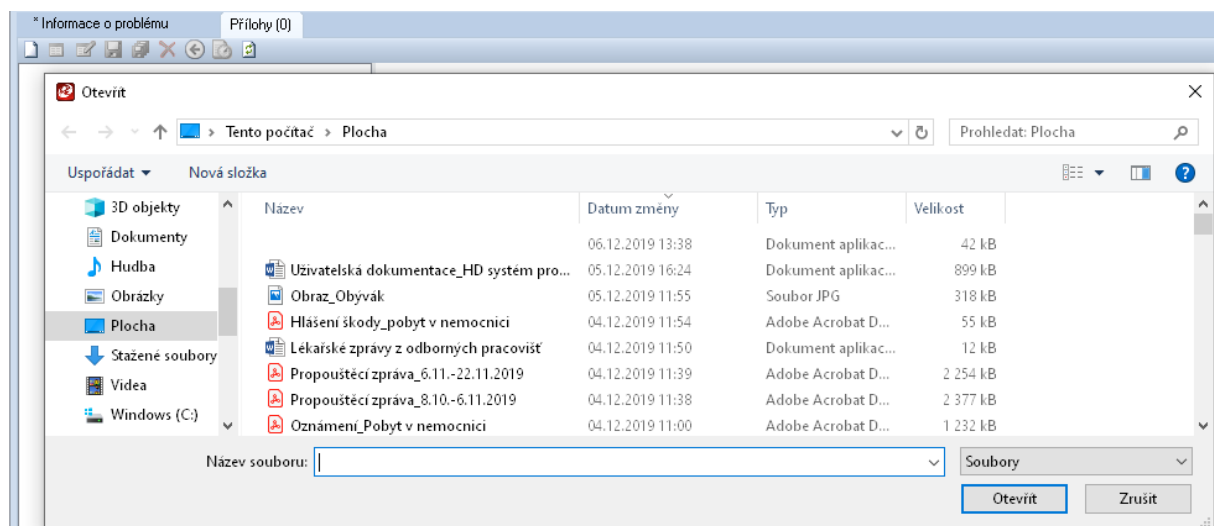 * Informace o problému Přílohy (0)
Otevřít
Tento počítač > Plocha Prohledat: Plocha
Uspořádat Nová složka
3D objekty Název Datum změny Typ Velikost
Dokumenty 06.12.2019 13:38 Dokument aplikac... 42 kB
Hudba Uživatelská dokumentace_HD systém pro... 05.12.2019 16:24 Dokument aplikac... 899 kB
Obrázky Obraz_Obývák 05.12.2019 11:55 Soubor JPG 318 kB
Plocha Hlášení škody_pobyt v nemocnici 04.12.2019 11:54 Adobe Acrobat D... 55 kB
Stažené soubory Lékařské zprávy z odborných pracovišť 04.12.2019 11:50 Dokument aplikac... 12 kB
Videa Propouštěcí zpráva_6.11.-22.11.2019 04.12.2019 11:39 Adobe Acrobat D... 2 254 kB
Windows (C:) Propouštěcí zpráva_8.10.-6.11.2019 04.12.2019 11:38 Adobe Acrobat D... 2 377 kB
Oznámení_Pobyt v nemocnici 04.12.2019 11:00 Adobe Acrobat D... 1 232 kB
Název souboru: Soubory
Otevřít Zrušit